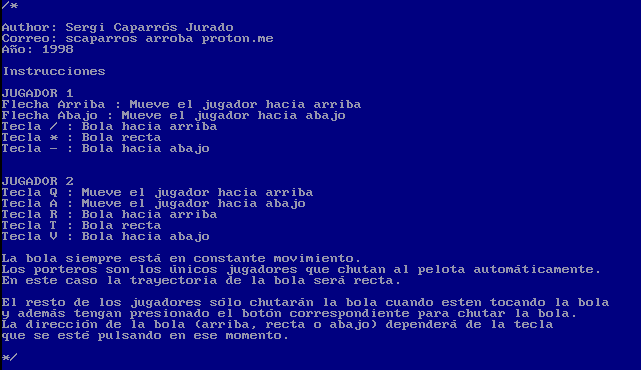 /*
Author: Sergi Caparrós Jurado
Correo: scaparros arroba proton.me
Año: 1998
Instrucciones
JUGADOR 1
Flecha Arriba : Mueve el jugador hacia arriba
Flecha Abajo : Mueve el jugador hacia abajo
Tecla / : Bola hacia arriba
Tecla * : Bola recta
Tecla - : Bola hacia abajo
JUGADOR 2
Tecla Q : Mueve el jugador hacia arriba
Tecla A : Mueve el jugador hacia abajo
Tecla R : Bola hacia arriba
Tecla T : Bola recta
Tecla V : Bola hacia abajo
La bola siempre está en constante movimiento.
Los porteros son los únicos jugadores que chutan al pelota automáticamente.
En este caso la trayectoria de la bola será recta.
El resto de los jugadores sólo chutarán la bola cuando esten tocando la bola
y además tengan presionado el botón correspondiente para chutar la bola.
La dirección de la bola (arriba, recta o abajo) dependerá de la tecla
que se esté pulsando en ese momento.
*/